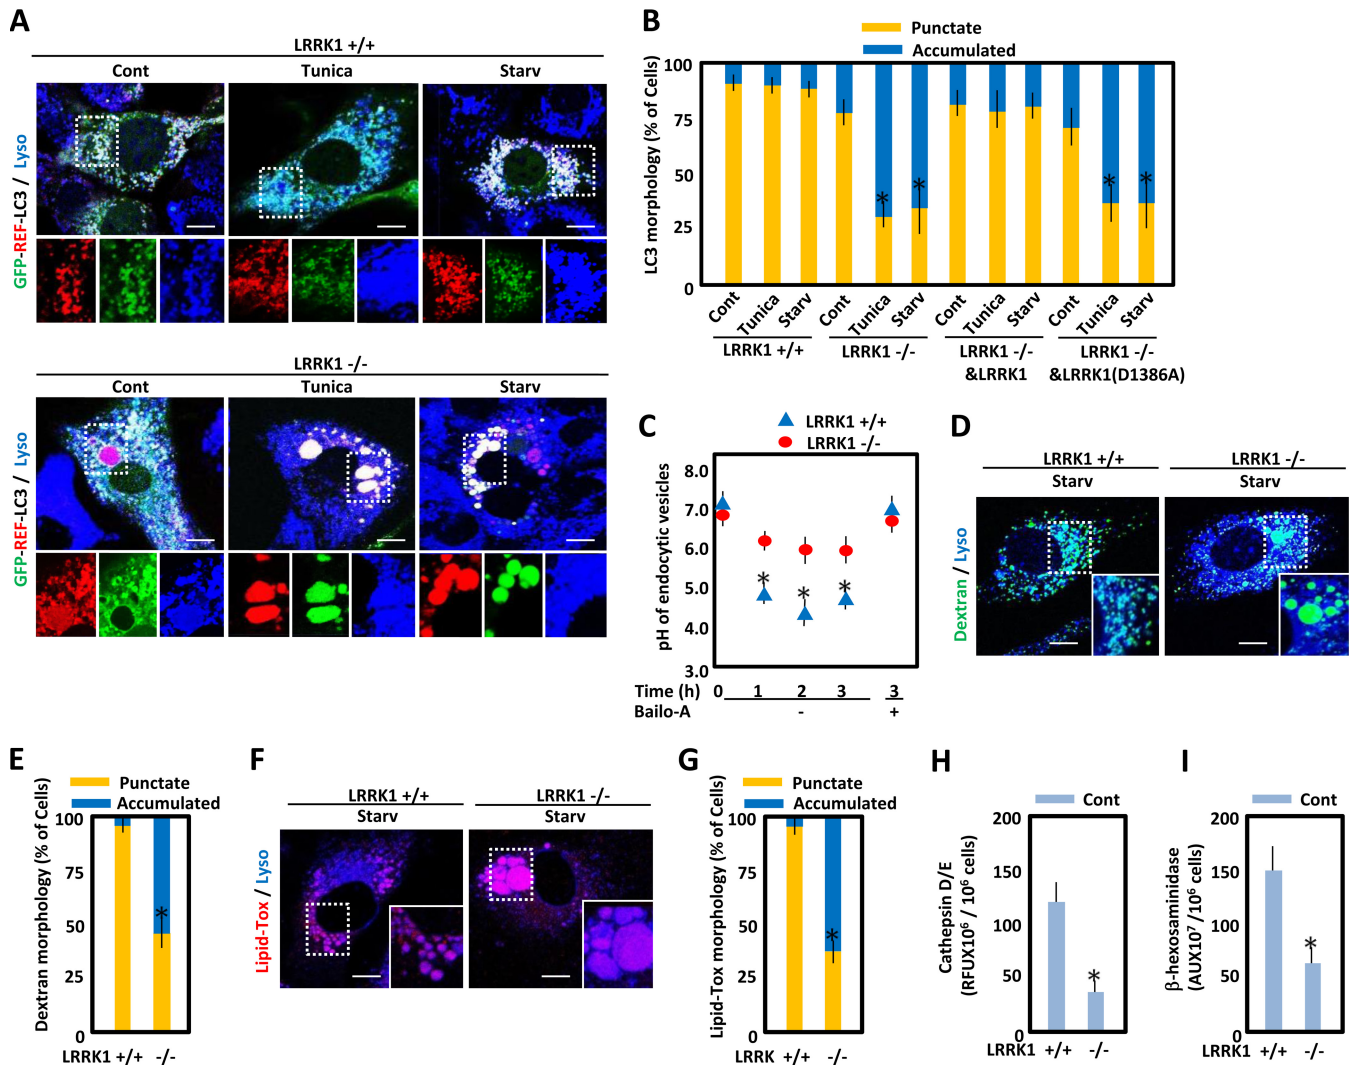 A
LRRK1 +/+
Cont Tunica Starv
GFP-REF-LC3 / Lyso
LRRK1 -/-
Cont Tunica Starv
GFP-REF-LC3 / Lyso
B
Punctate
Accumulated
LC3 morphology (% of Cells)
100
75
50
25
0
* * * *
Cont Tunica Starv Cont Tunica Starv Cont Tunica Starv Cont Tunica Starv
LRRK1 +/+ LRRK1 -/- LRRK1 -/- LRRK1 -/-
&LRRK1 &LRRK1(D1386A)
C
LRRK1 +/+
LRRK1 -/-
pH of endocytic vesicles
8.0
7.0
6.0
5.0
4.0
3.0
* * *
Time (h) 0 1 2 3 3
Bailo-A - +
D
LRRK1 +/+ LRRK1 -/-
Starv Starv
Dextran / Lyso
E
Punctate
Accumulated
Dextran morphology (% of Cells)
100
75
50
25
0
*
LRRK1 +/+ -/-
F
LRRK1 +/+ LRRK1 -/-
Starv Starv
Lipid-Tox / Lyso
G
Punctate
Accumulated
Lipid-Tox morphology (% of Cells)
100
75
50
25
0
*
LRRK +/+ -/-
H
Cont
Cathepsin D/E
(RFUX10⁶ / 10⁶ cells)
200
150
100
50
0
*
LRRK1 +/+ -/-
I
Cont
β-hexosaminidase
(AUX10⁷ /10⁶ cells)
200
150
100
50
0
*
LRRK1 +/+ -/-